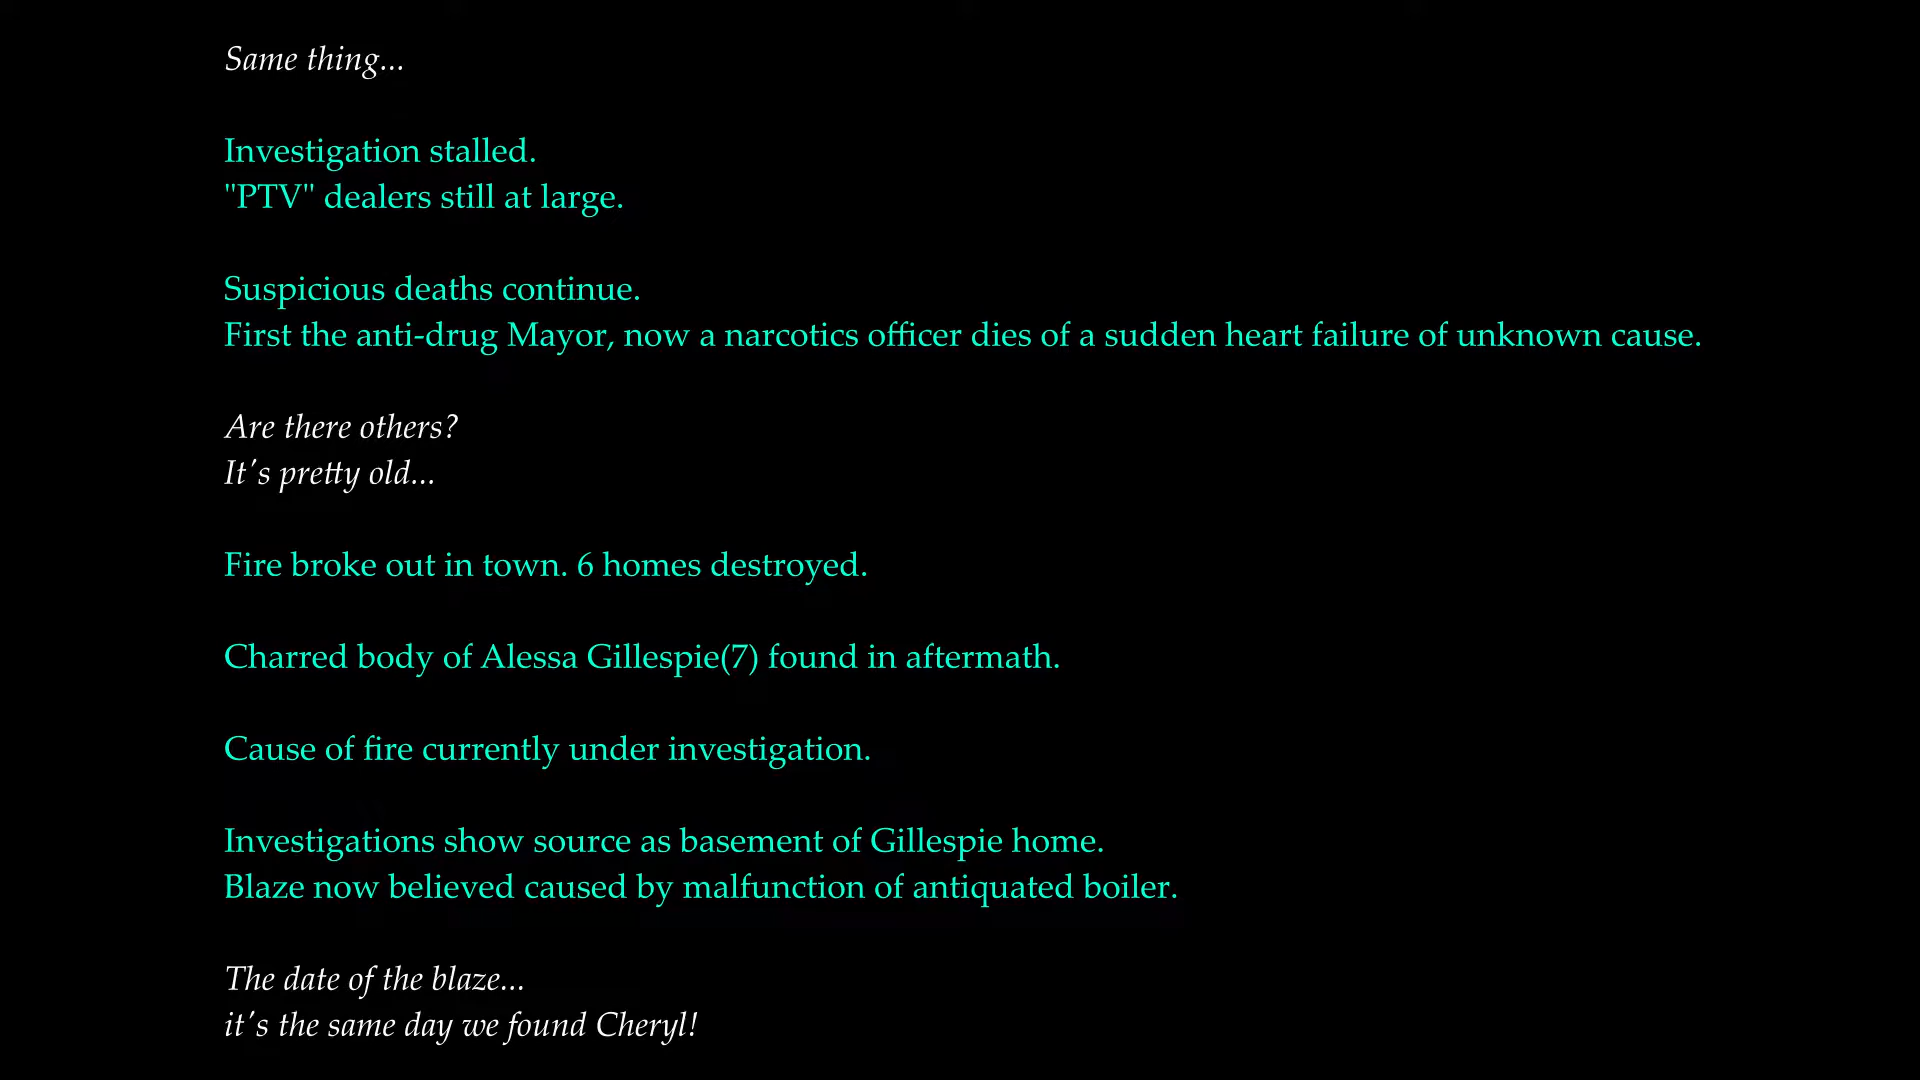 Same thing...
Investigation stalled.
"PTV" dealers still at large.
Suspicious deaths continue.
First the anti-drug Mayor, now a narcotics officer dies of a sudden heart failure of unknown cause.
Are there others?
It's pretty old...
Fire broke out in town. 6 homes destroyed.
Charred body of Alessa Gillespie(7) found in aftermath.
Cause of fire currently under investigation.
Investigations show source as basement of Gillespie home.
Blaze now believed caused by malfunction of antiquated boiler.
The date of the blaze...
it's the same day we found Cheryl!